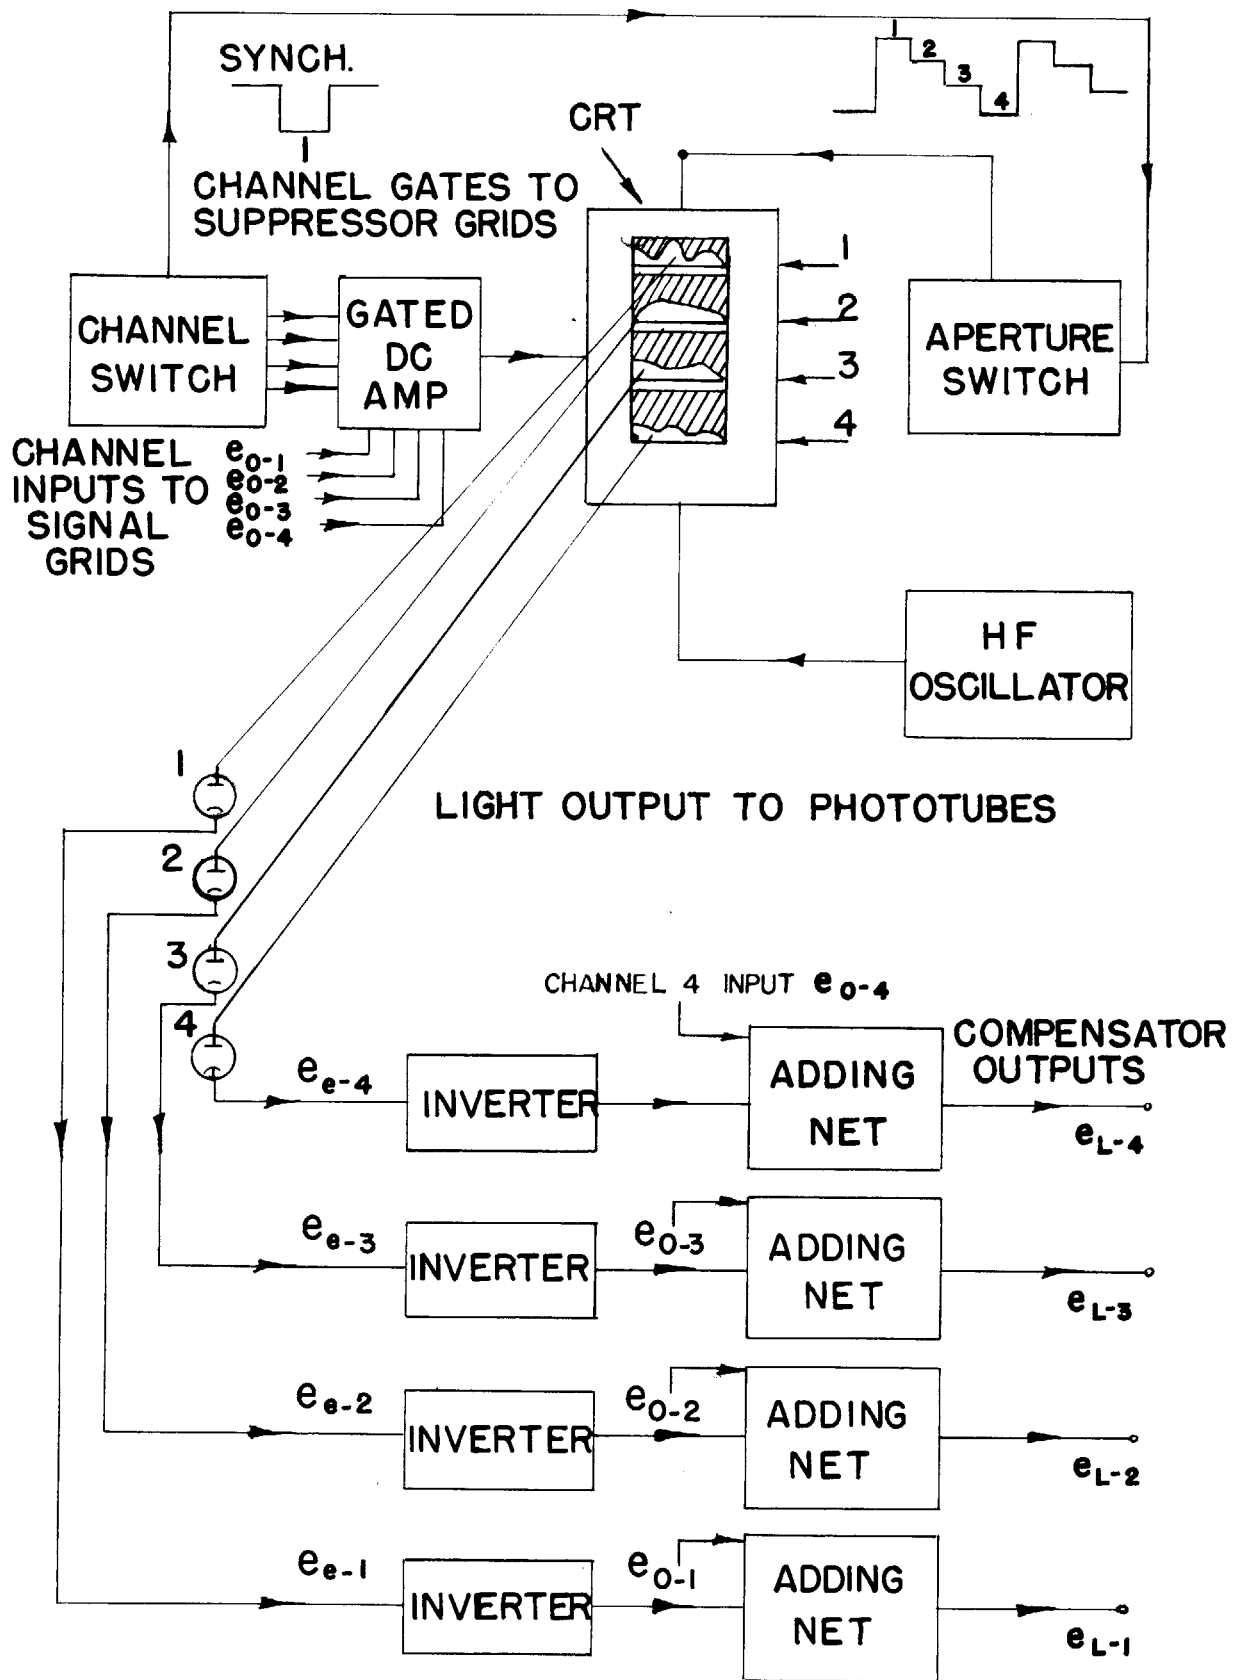 SYNCH.
1
CHANNEL GATES TO
SUPPRESSOR GRIDS
CRT
1
2
3
4
CHANNEL
SWITCH
GATED
DC
AMP
1
2
3
4
APERTURE
SWITCH
CHANNEL
INPUTS TO
SIGNAL
GRIDS
e0-1
e0-2
e0-3
e0-4
HF
OSCILLATOR
LIGHT OUTPUT TO PHOTOTUBES
1
2
3
4
CHANNEL 4 INPUT e0-4
COMPENSATOR
OUTPUTS
ee-4
INVERTER
ADDING
NET
eL-4
ee-3
INVERTER
e0-3
ADDING
NET
eL-3
ee-2
INVERTER
e0-2
ADDING
NET
eL-2
ee-1
INVERTER
e0-1
ADDING
NET
eL-1